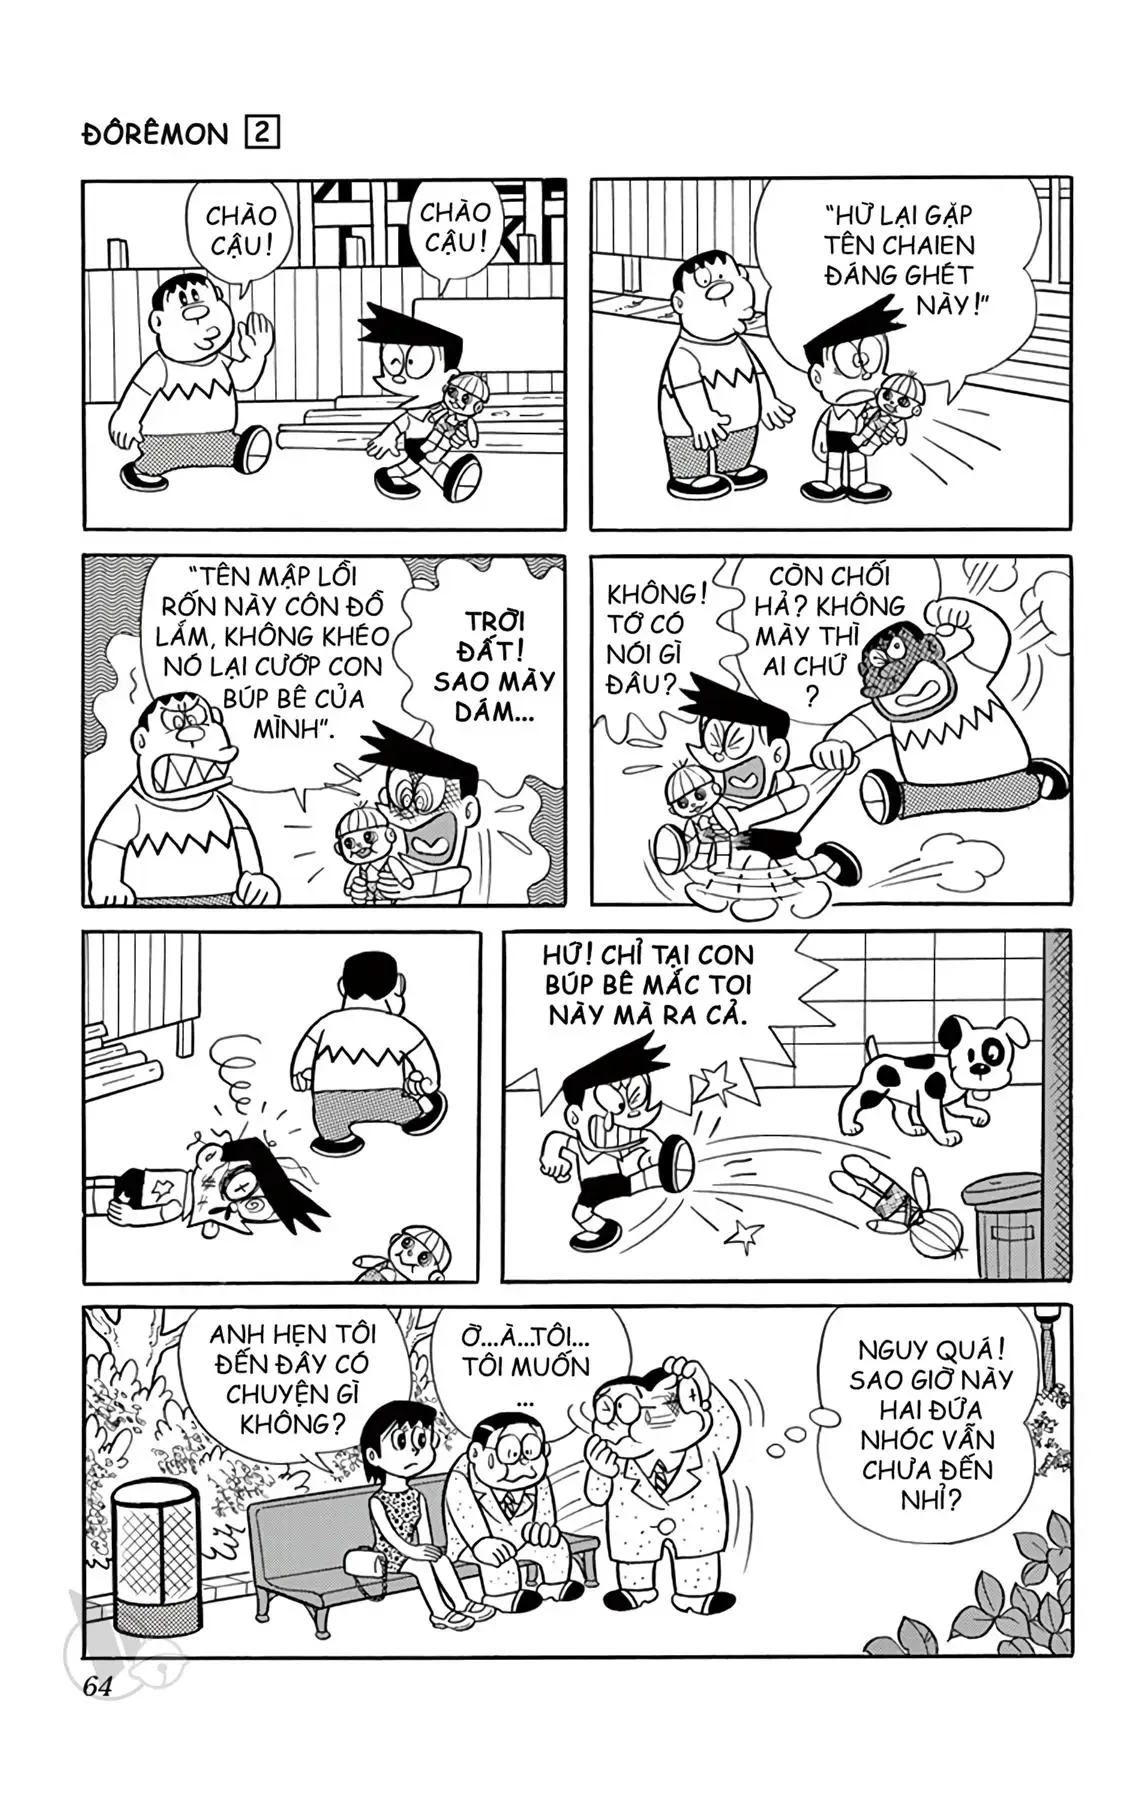 ĐÔRÊMON 2
CHÀO
CẬU!
CHÀO
CẬU!
"HỪ LẠI GẶP
TÊN CHAIEN
ĐÁNG GHÉT
NÀY!"
"TÊN MẬP LỒI
RỐN NÀY CÔN ĐỒ
LẮM, KHÔNG KHÉO
NÓ LẠI CƯỚP CON
BÚP BÊ CỦA
MÌNH".
TRỜI
ĐẤT!
SAO MÀY
DÁM...
KHÔNG!
TỚ CÓ
NÓI GÌ
ĐÂU?
CÒN CHỐI
HẢ? KHÔNG
MÀY THÌ
AI CHỨ
?
HỨ! CHỈ TẠI CON
BÚP BÊ MẮC TOI
NÀY MÀ RA CẢ.
ANH HẸN TÔI
ĐẾN ĐÂY CÓ
CHUYỆN GÌ
KHÔNG?
Ờ...À...TÔI...
TÔI MUỐN
...
NGUY QUÁ!
SAO GIỜ NÀY
HAI ĐỨA
NHÓC VẪN
CHƯA ĐẾN
NHỈ?
64